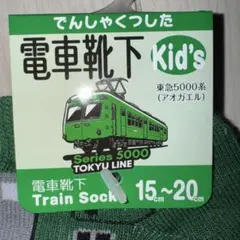 でんしゃくつした
電車靴下
Kid's
東急5000系
(アオガエル)
Series 5000
TOKYU LINE
電車靴下
Train Sock
15cm~20cm